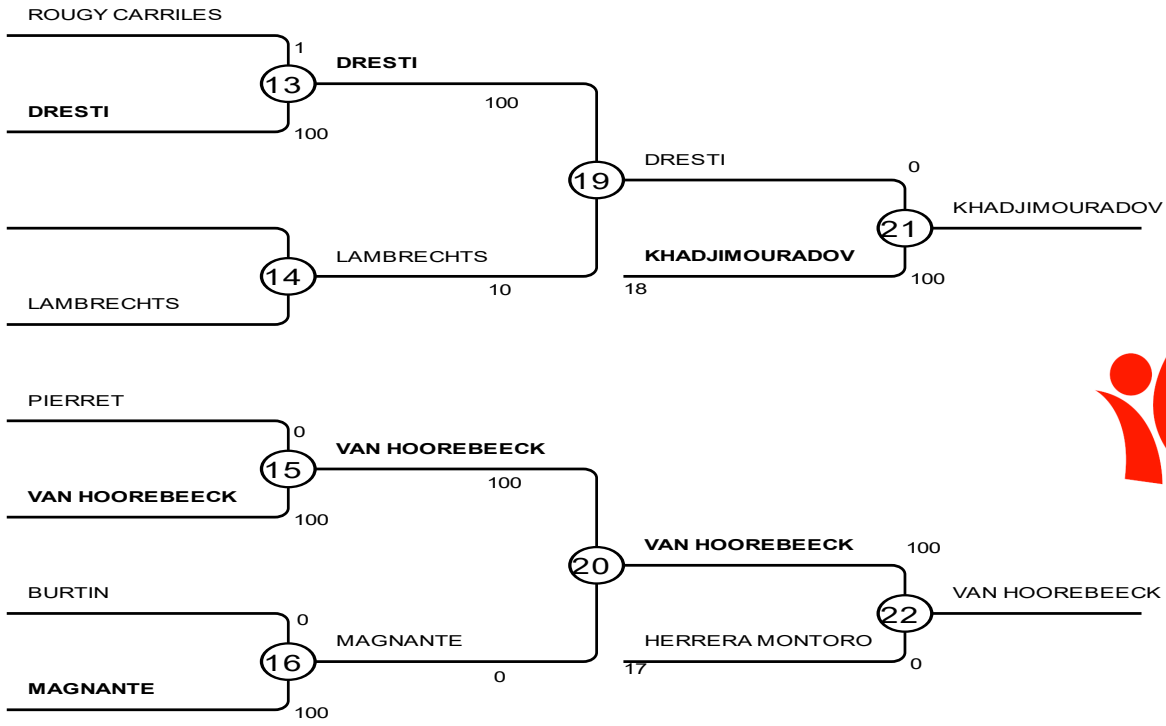 ROUGY CARRILES
1
13
DRESTI
100
DRESTI
100
19
DRESTI
0
21
KHADJIMOURADOV
14
LAMBRECHTS
10
KHADJIMOURADOV
18
100
LAMBRECHTS
PIERRET
0
15
VAN HOOREBEECK
100
VAN HOOREBEECK
100
20
VAN HOOREBEECK
100
22
VAN HOOREBEECK
BURTIN
0
16
MAGNANTE
0
HERRERA MONTORO
17
0
MAGNANTE
100